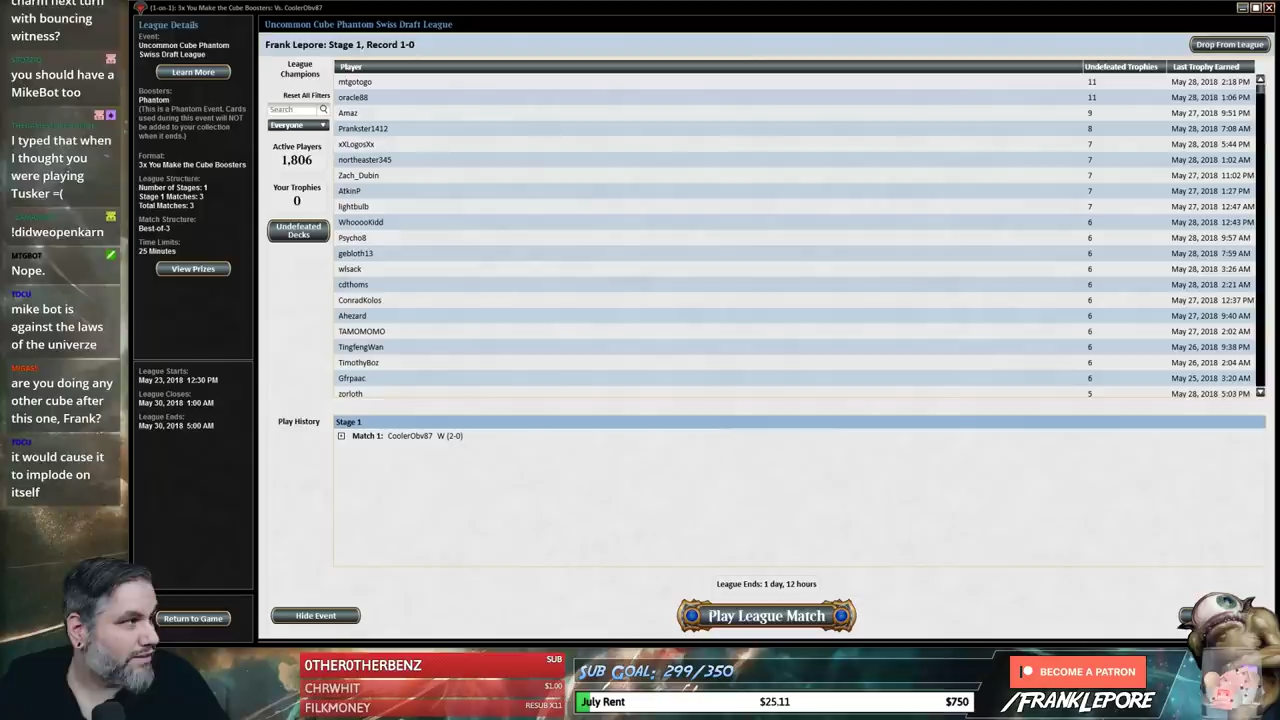 charm next turn
with bouncing
witness?
you should have a
MikeBot too
I typed that when
I thought you
were playing
Tusker =(
!didweopenkarn
MTGBOT
Nope.
TDCU
mike bot is
against the laws
of the univerze
are you doing any
other cube after
this one, Frank?
TDCU
it would cause it
to implode on
itself
(1-on-1): 3x You Make the Cube Boosters: Vs. CoolerObv87
League Details
Event:
Uncommon Cube Phantom
Swiss Draft League
Learn More
Boosters:
Phantom
(This is a Phantom Event. Cards
used during this event will NOT
be added to your collection
when it ends.)
Format:
3x You Make the Cube Boosters
League Structure:
Number of Stages: 1
Stage 1 Matches: 3
Total Matches: 3
Match Structure:
Best-of-3
Time Limits:
25 Minutes
View Prizes
League Starts:
May 23, 2018 12:30 PM
League Closes:
May 30, 2018 1:00 AM
League Ends:
May 30, 2018 5:00 AM
Return to Game
Uncommon Cube Phantom Swiss Draft League
Frank Lepore: Stage 1, Record 1-0
Drop From League
League
Champions
Reset All Filters
Search
Everyone
Active Players
1,806
Your Trophies
0
Undefeated
Decks
Player Undefeated Trophies Last Trophy Earned
mtgotogo 11 May 28, 2018 2:18 PM
oracle88 11 May 28, 2018 1:06 PM
Amaz 9 May 27, 2018 9:51 PM
Prankster1412 8 May 28, 2018 7:08 AM
xXLogosXx 7 May 28, 2018 5:44 PM
northeaster345 7 May 28, 2018 1:02 AM
Zach_Dubin 7 May 27, 2018 11:02 PM
AtkinP 7 May 27, 2018 1:27 PM
lightbulb 7 May 27, 2018 12:47 AM
WhooooKidd 6 May 28, 2018 12:43 PM
Psycho8 6 May 28, 2018 9:57 AM
gebloth13 6 May 28, 2018 7:59 AM
wlsack 6 May 28, 2018 3:26 AM
cdthoms 6 May 28, 2018 2:21 AM
ConradKolos 6 May 27, 2018 12:37 PM
Ahezard 6 May 27, 2018 9:40 AM
TAMOMOMO 6 May 27, 2018 2:02 AM
TingfengWan 6 May 26, 2018 9:38 PM
TimothyBoz 6 May 26, 2018 2:04 AM
Gfrpaac 6 May 25, 2018 3:20 AM
zorloth 5 May 28, 2018 5:03 PM
Play History
Stage 1
Match 1: CoolerObv87 W (2-0)
League Ends: 1 day, 12 hours
Hide Event
Play League Match
0THER0THERBENZ SUB
CHRWHIT $1.00
FILKMONEY RESUB X11
SUB GOAL: 299/350
July Rent $25.11 $750
BECOME A PATRON
/FRANKLEPORE